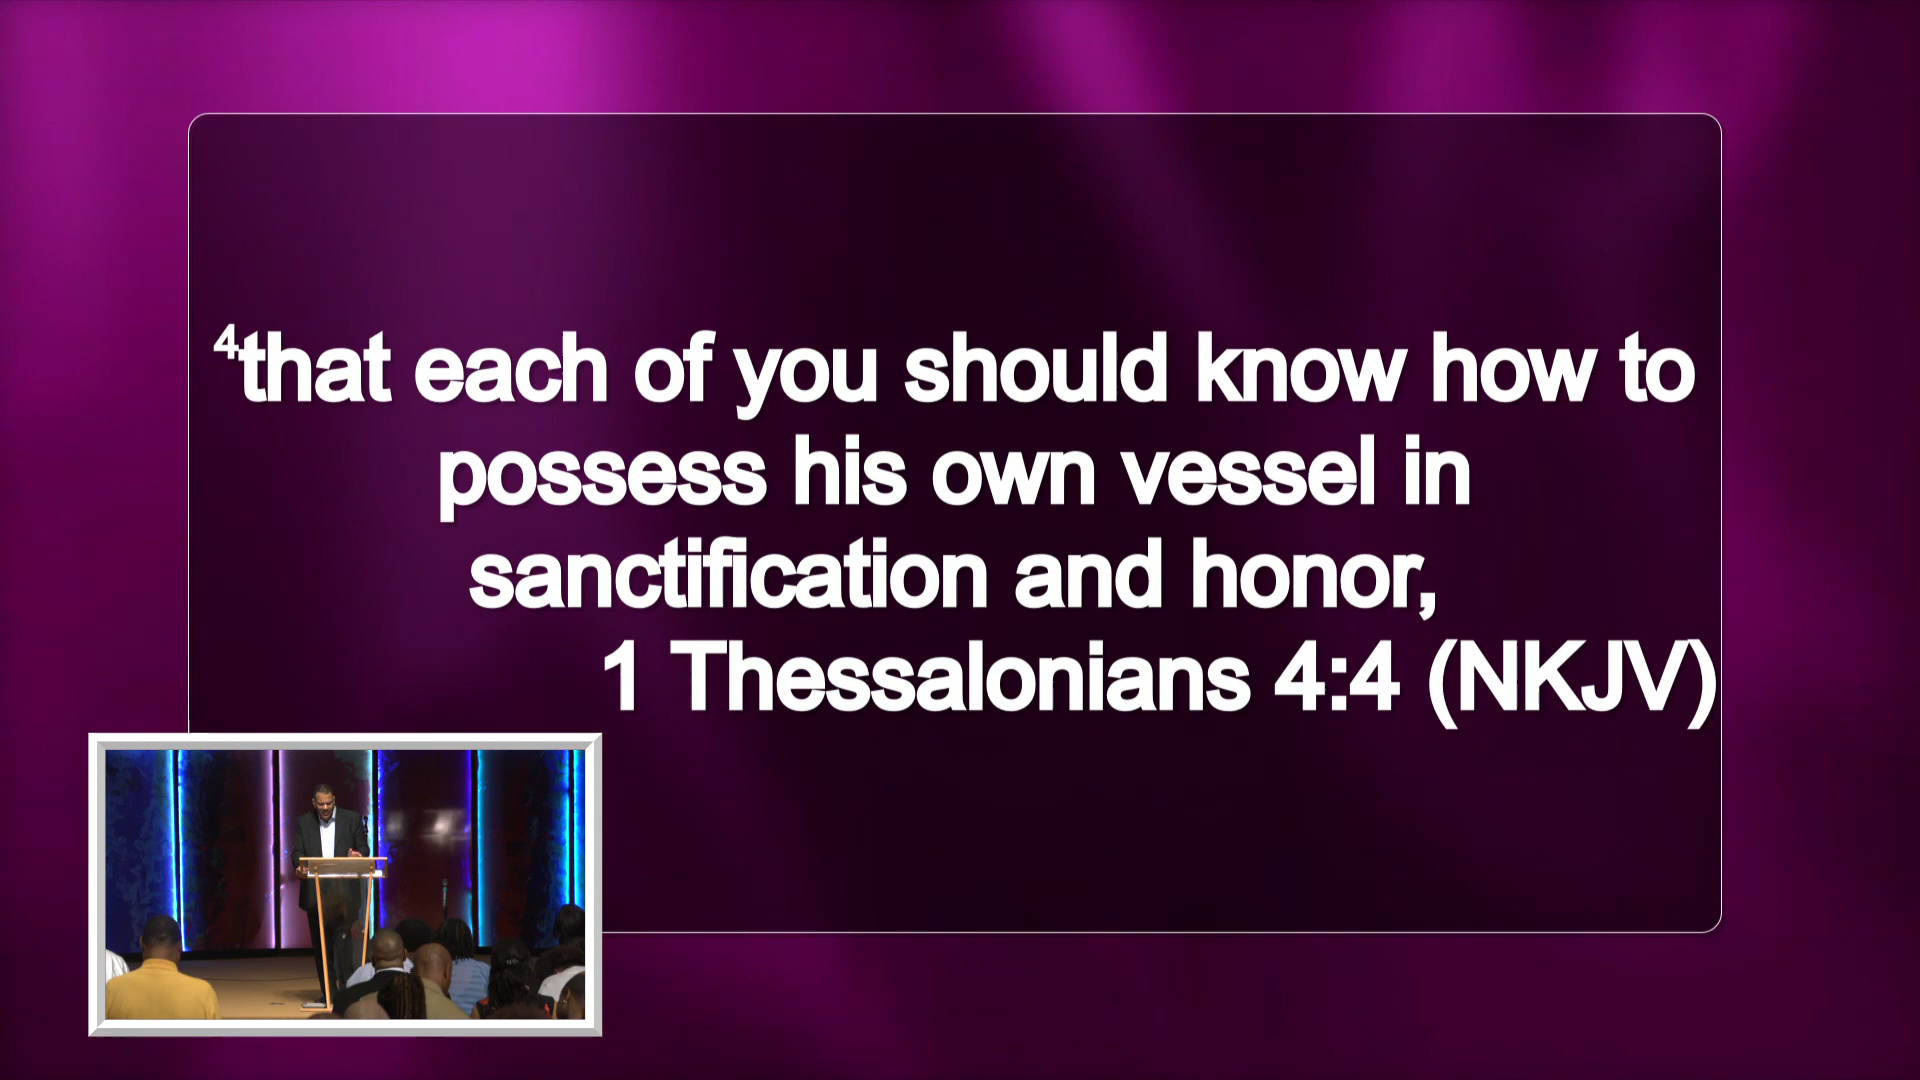 4that each of you should know how to
possess his own vessel in
sanctification and honor,
1 Thessalonians 4:4 (NKJV)